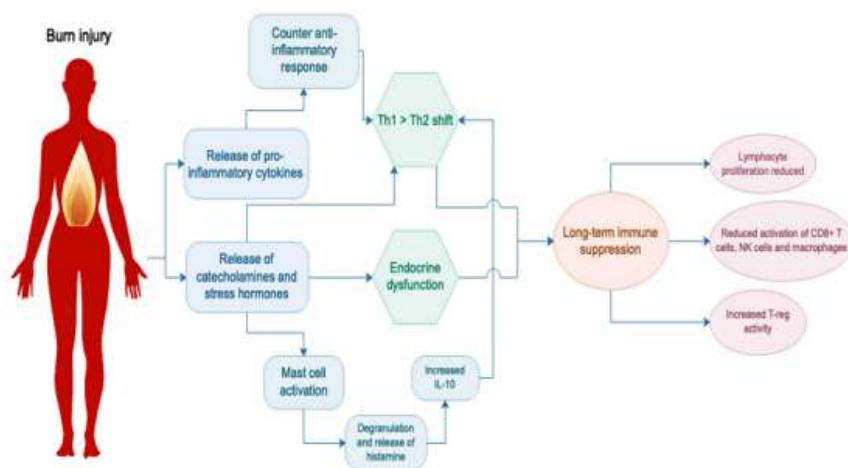 Burn injury
Counter anti-
inflammatory
response
Th1 > Th2 shift
Release of pro-
inflammatory cytokines
Lymphocyte
proliferation reduced
Long-term immune
suppression
Reduced activation of CD8+ T
cells, NK cells and macrophages
Release of
catecholamines and
stress hormones
Endocrine
dysfunction
Increased T-reg
activity
Mast cell
activation
Increased
IL-10
Degranulation
and release of
histamine